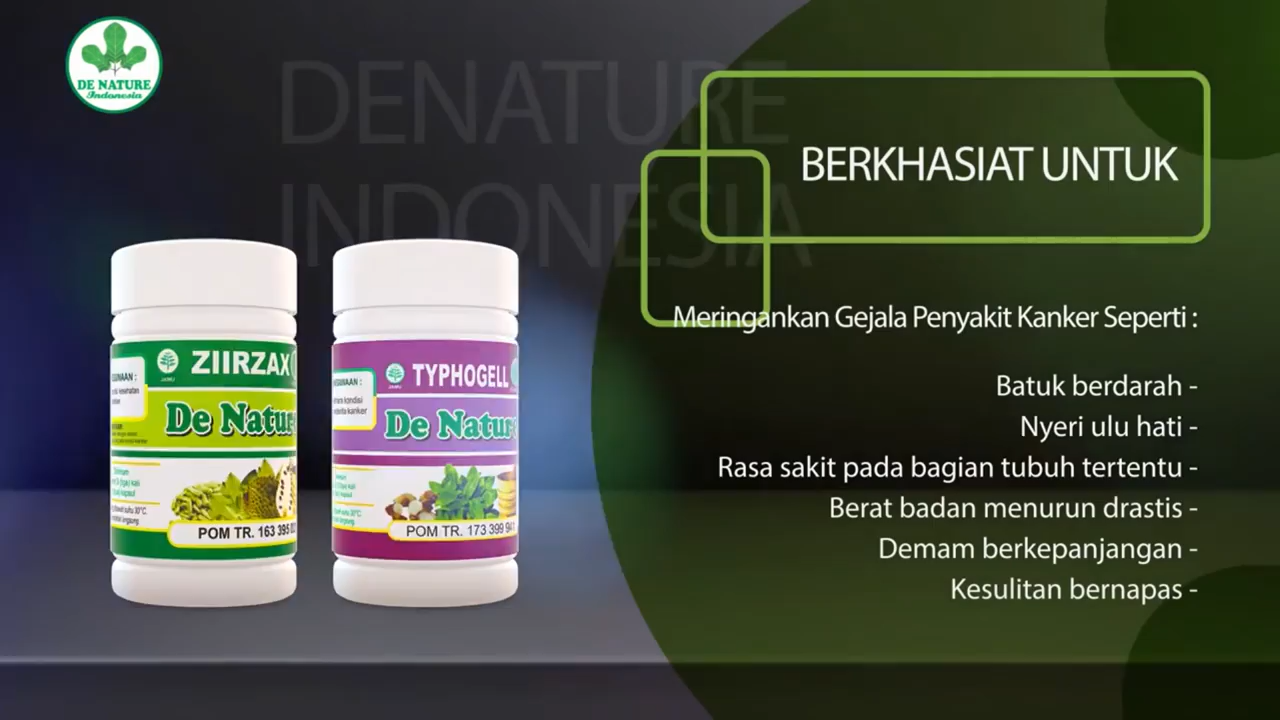 DE NATURE
Indonesia
DENATURE
INDONESIA
BERKHASIAT UNTUK
Meringankan Gejala Penyakit Kanker Seperti :
Batuk berdarah -
Nyeri ulu hati -
Rasa sakit pada bagian tubuh tertentu -
Berat badan menurun drastis -
Demam berkepanjangan -
Kesulitan bernapas -
ZIIRZAX
De Nature
POM TR. 163 395
TYPHOGELL
De Nature
POM TR. 173 399